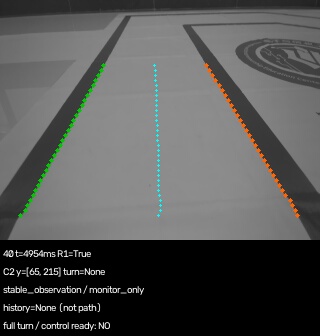 40 t=4954ms R1=True
C2 y=[65, 215] turn=None
stable_observation / monitor_only
history=None (not path)
full turn / control ready: NO